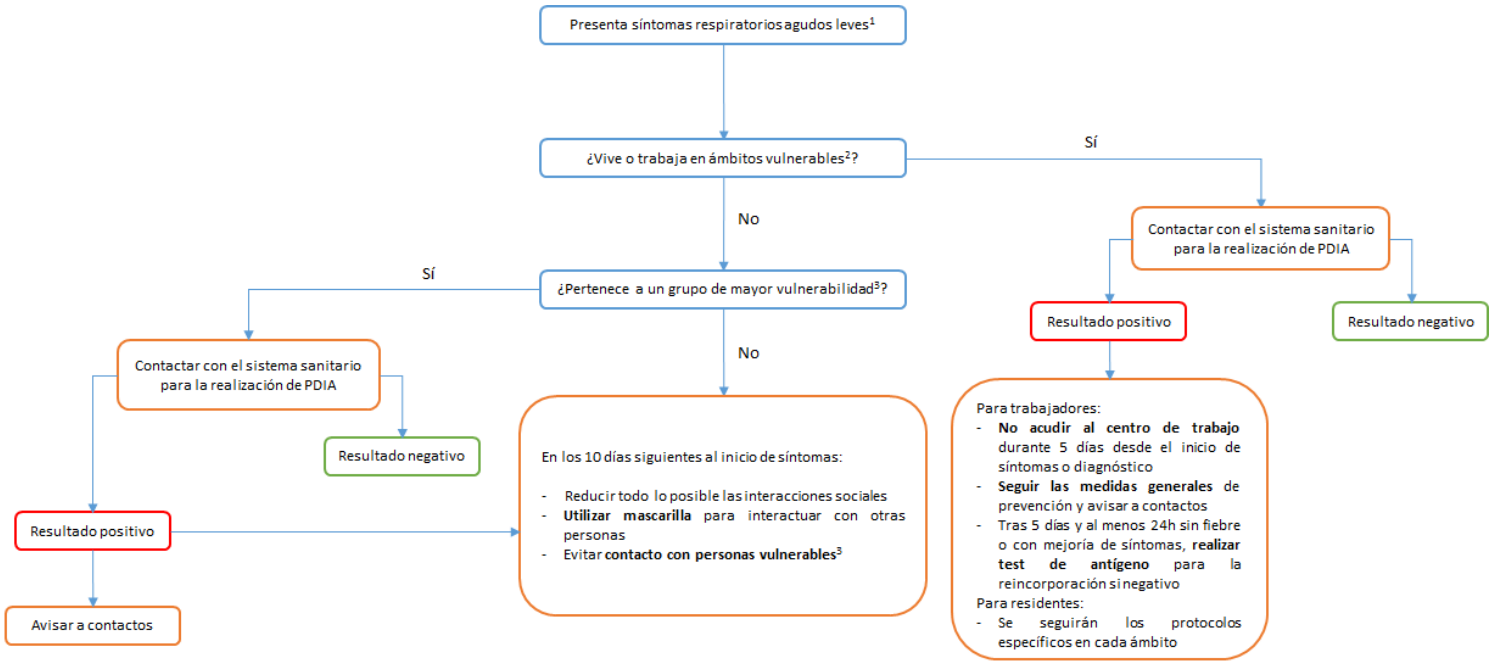 Presenta síntomas respiratorios agudos leves¹
¿Vive o trabaja en ámbitos vulnerables²?
Sí
No
Contactar con el sistema sanitario
para la realización de PDIA
Sí
¿Pertenece a un grupo de mayor vulnerabilidad³?
Resultado positivo
Resultado negativo
No
Contactar con el sistema sanitario
para la realización de PDIA
Resultado negativo
Resultado positivo
Avisar a contactos
En los 10 días siguientes al inicio de síntomas:
- Reducir todo lo posible las interacciones sociales
- Utilizar mascarilla para interactuar con otras
personas
- Evitar contacto con personas vulnerables³
Para trabajadores:
- No acudir al centro de trabajo
durante 5 días desde el inicio de
síntomas o diagnóstico
- Seguir las medidas generales de
prevención y avisar a contactos
- Tras 5 días y al menos 24h sin fiebre
o con mejoría de síntomas, realizar
test de antígeno para la
reincorporación si negativo
Para residentes:
- Se seguirán los protocolos
específicos en cada ámbito